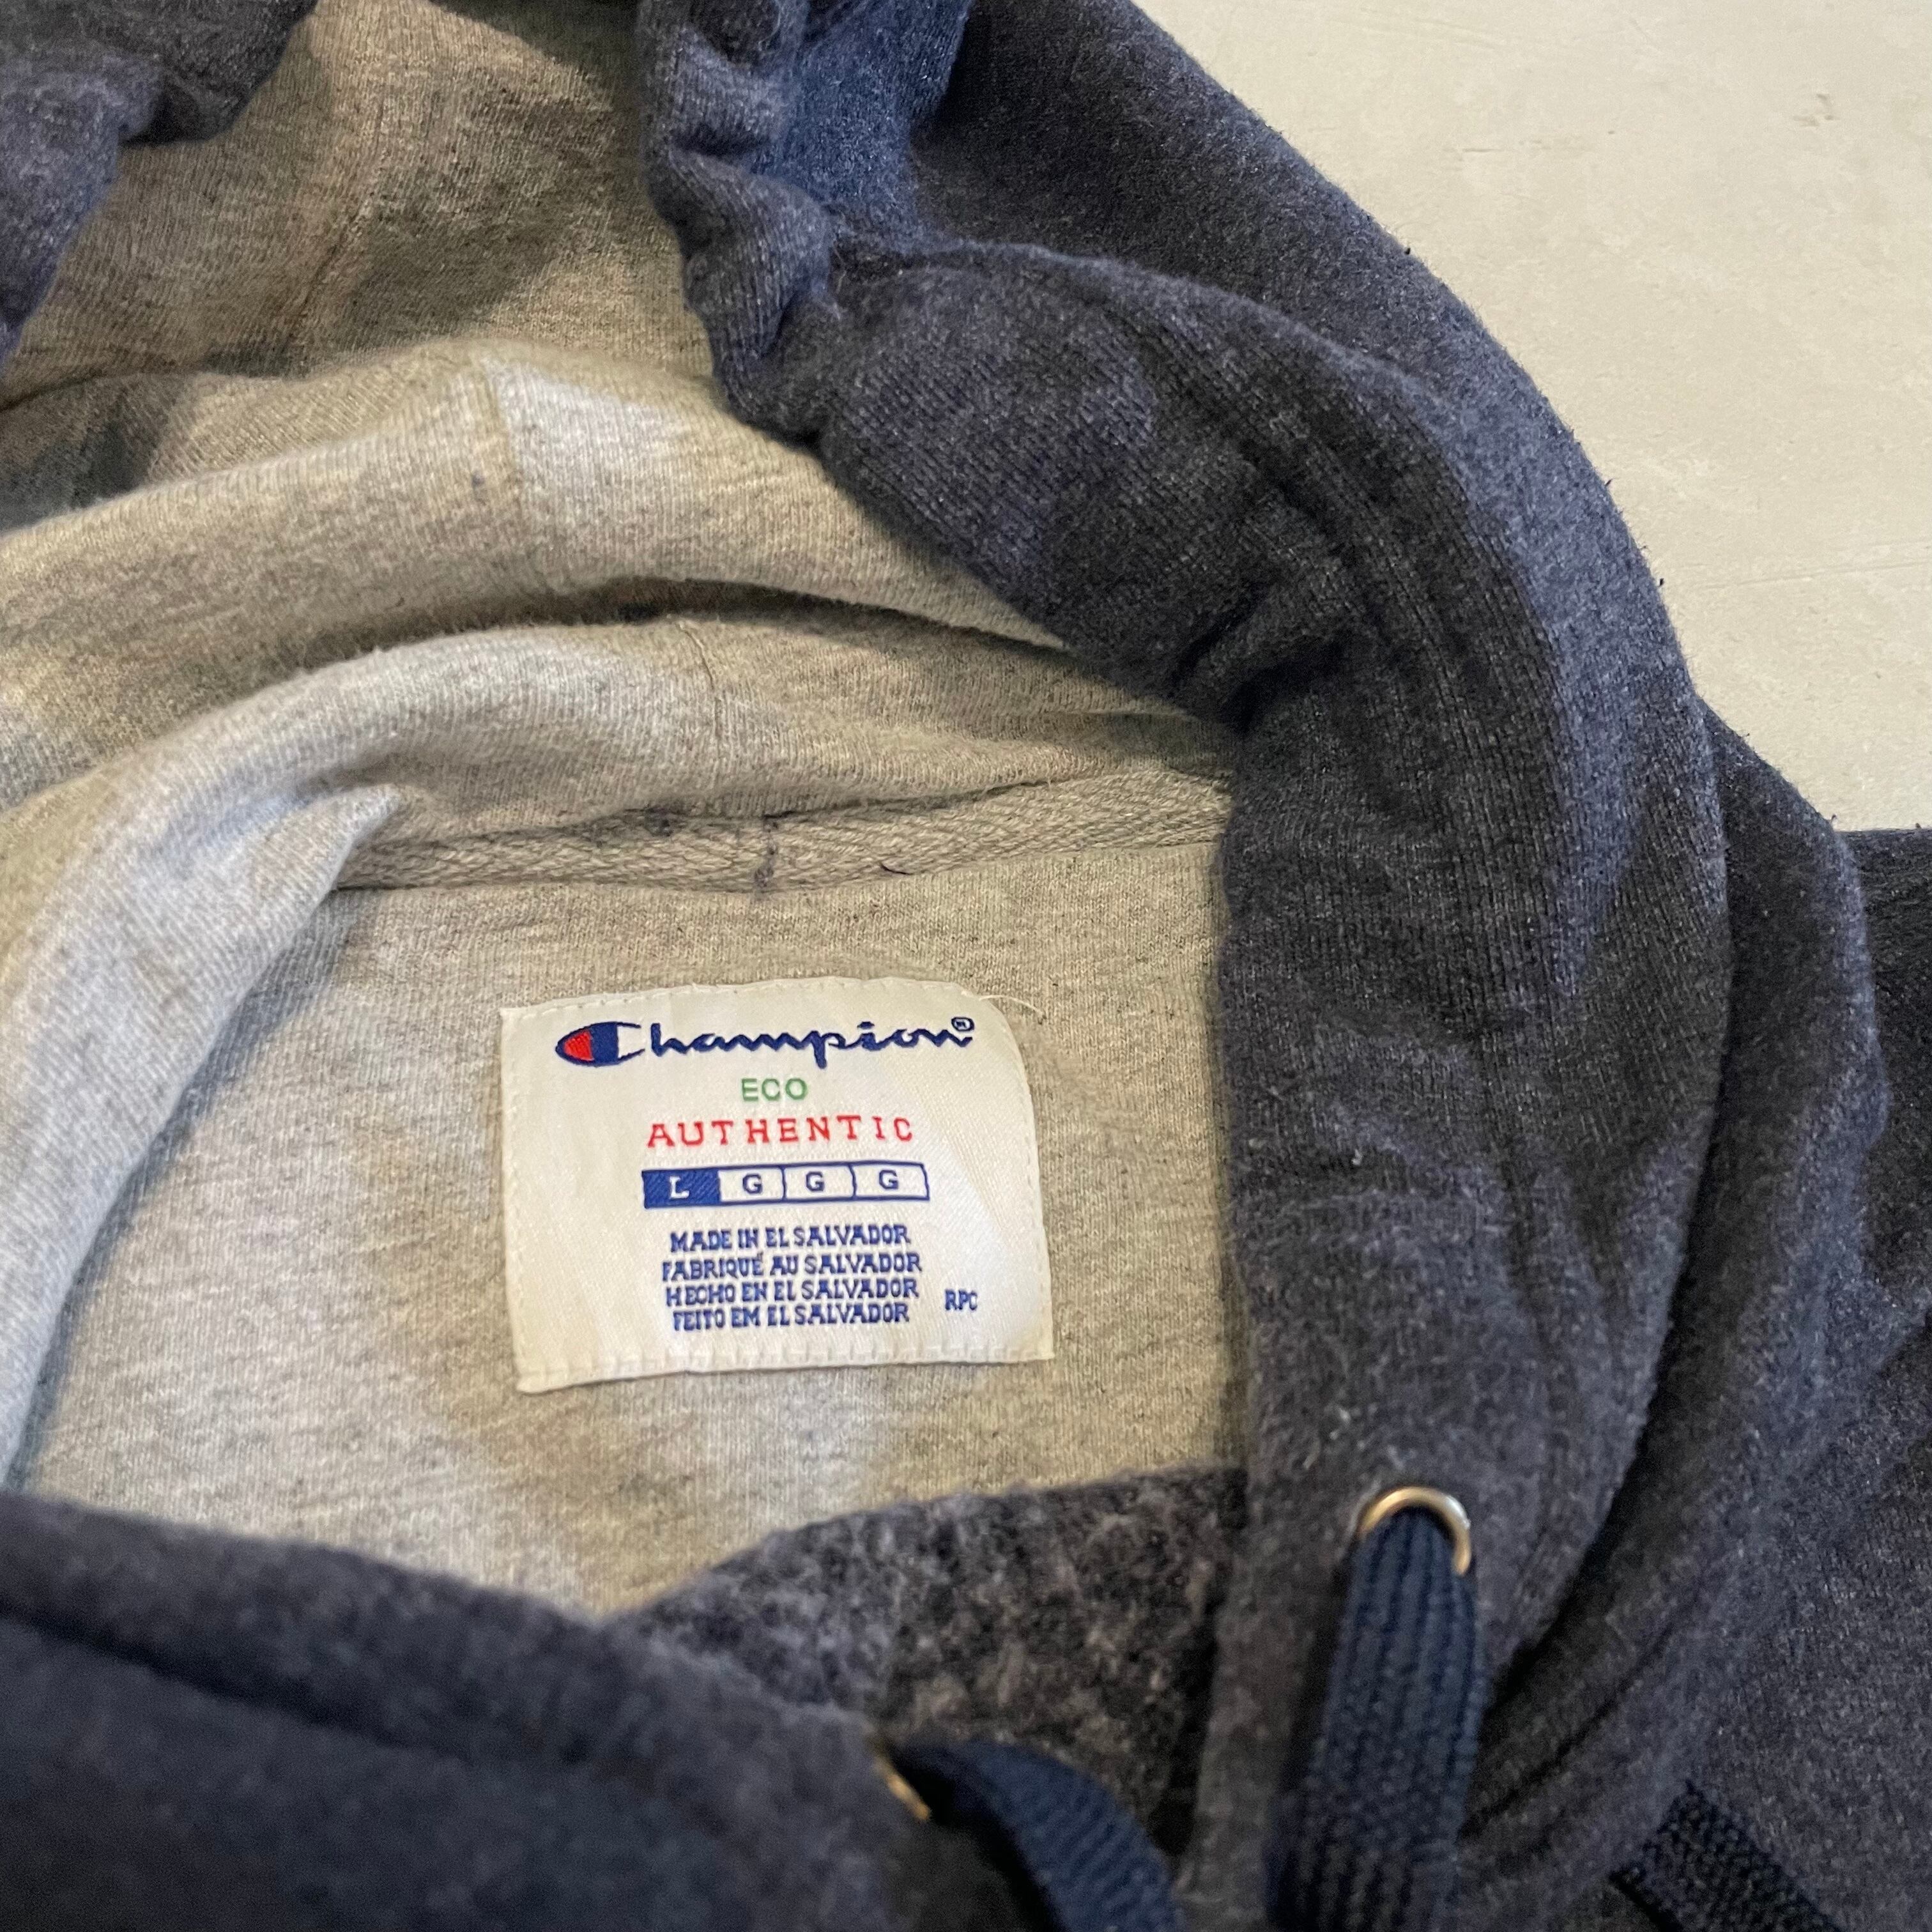 Champion®
ECO
AUTHENTIC
L G G G
MADE IN EL SALVADOR
FABRIQUÉ AU SALVADOR
HECHO EN EL SALVADOR
FEITO EM EL SALVADOR RPC